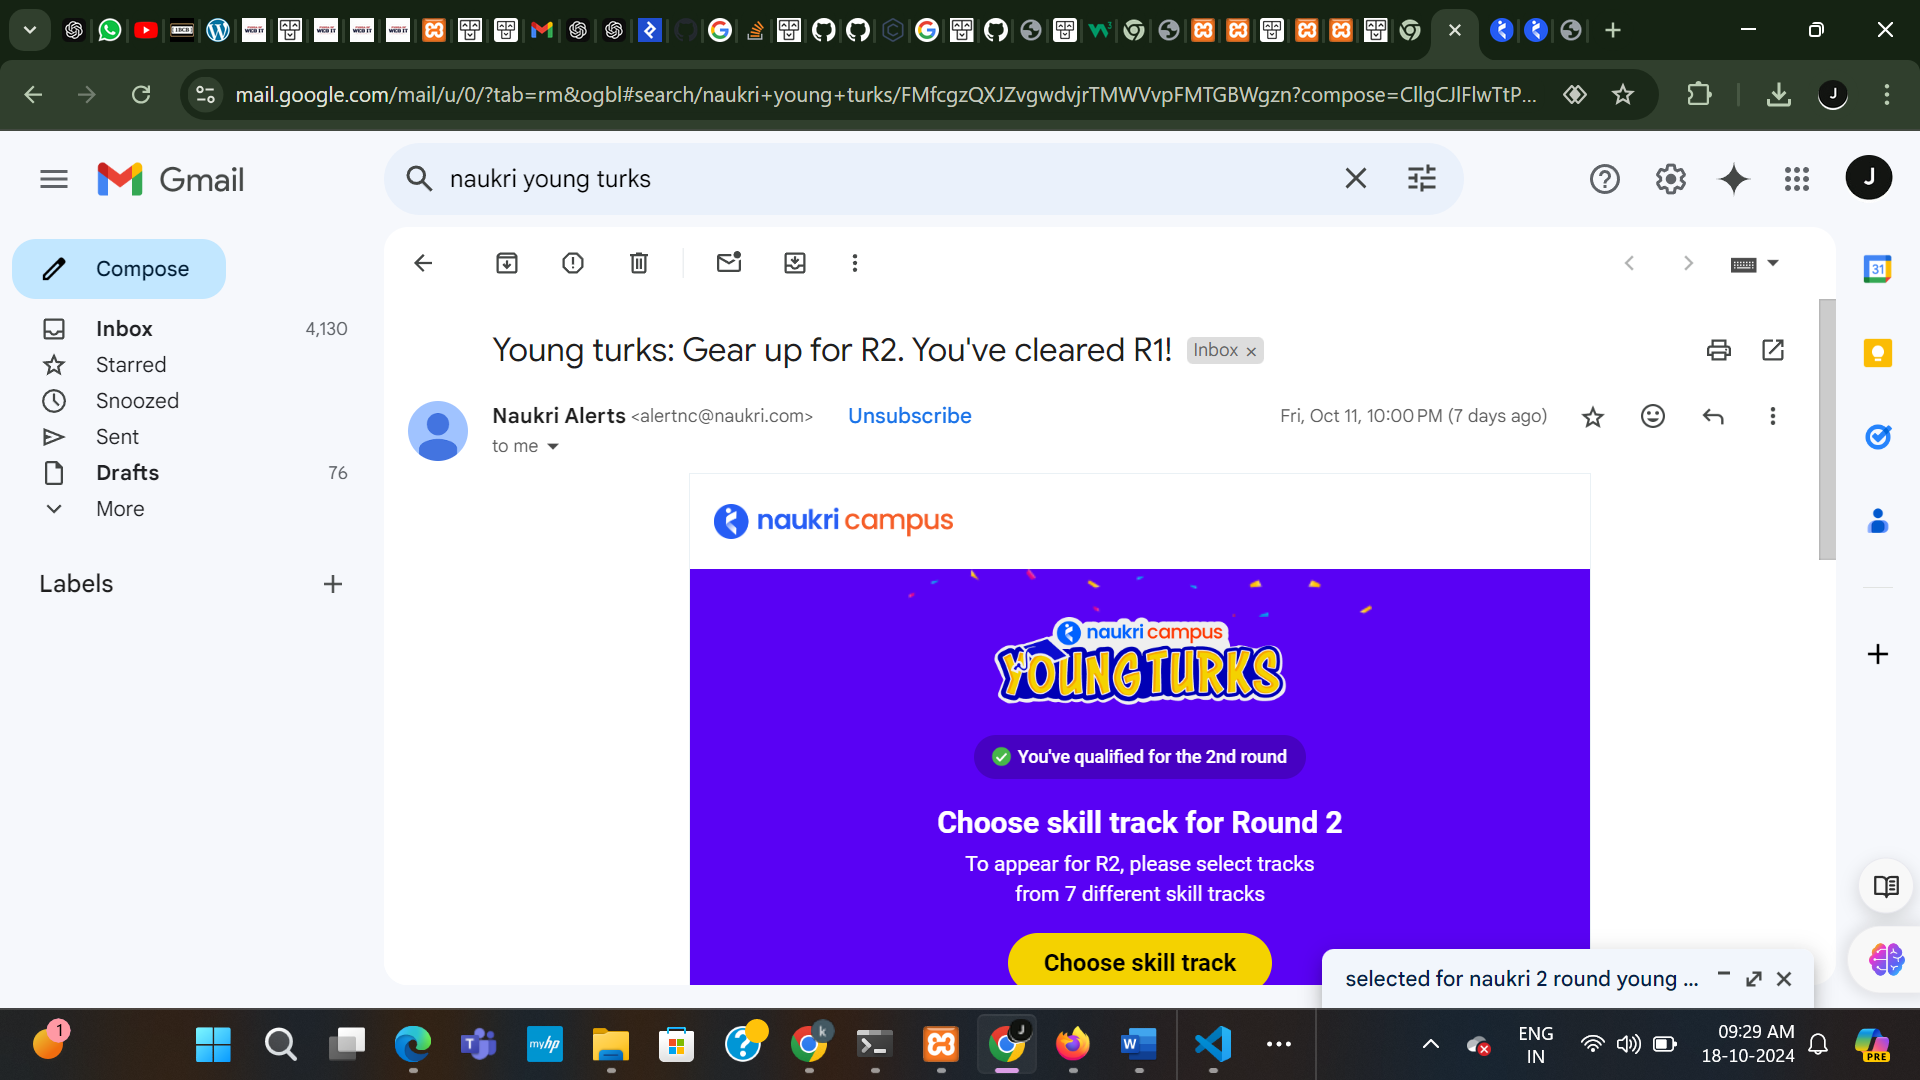 mail.google.com/mail/u/0/?tab=rm&ogbl#search/naukri+young+turks/FMfcgzQXJZvgwdvjrTMWVvpFMTGBWgzn?compose=CllgCJlFlwTtP...
J
Gmail
naukri young turks
J
Compose
Inbox 4,130
Starred
Snoozed
Sent
Drafts 76
More
Labels
31
Young turks: Gear up for R2. You've cleared R1! Inbox
Naukri Alerts <alertnc@naukri.com> Unsubscribe Fri, Oct 11, 10:00 PM (7 days ago)
to me
naukri campus
naukri campus
YOUNG TURKS
You've qualified for the 2nd round
Choose skill track for Round 2
To appear for R2, please select tracks
from 7 different skill tracks
Choose skill track
selected for naukri 2 round young ...
1
myhp
k
J
W
ENG
IN
09:29 AM
18-10-2024
PRE